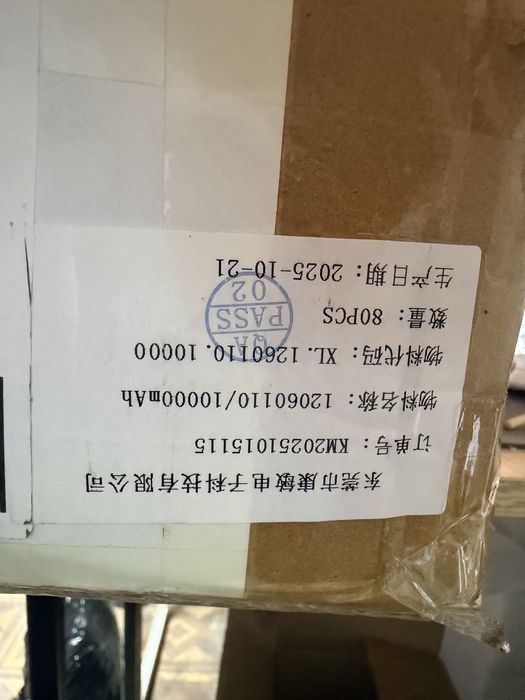 东莞市康敏电子科技有限公司
订单号：KM20251015115
物料名称：12060110/10000mAh
物料代码：XL.1260110.10000
数量：80PCS
生产日期：2025-10-21
QA
PASS
02